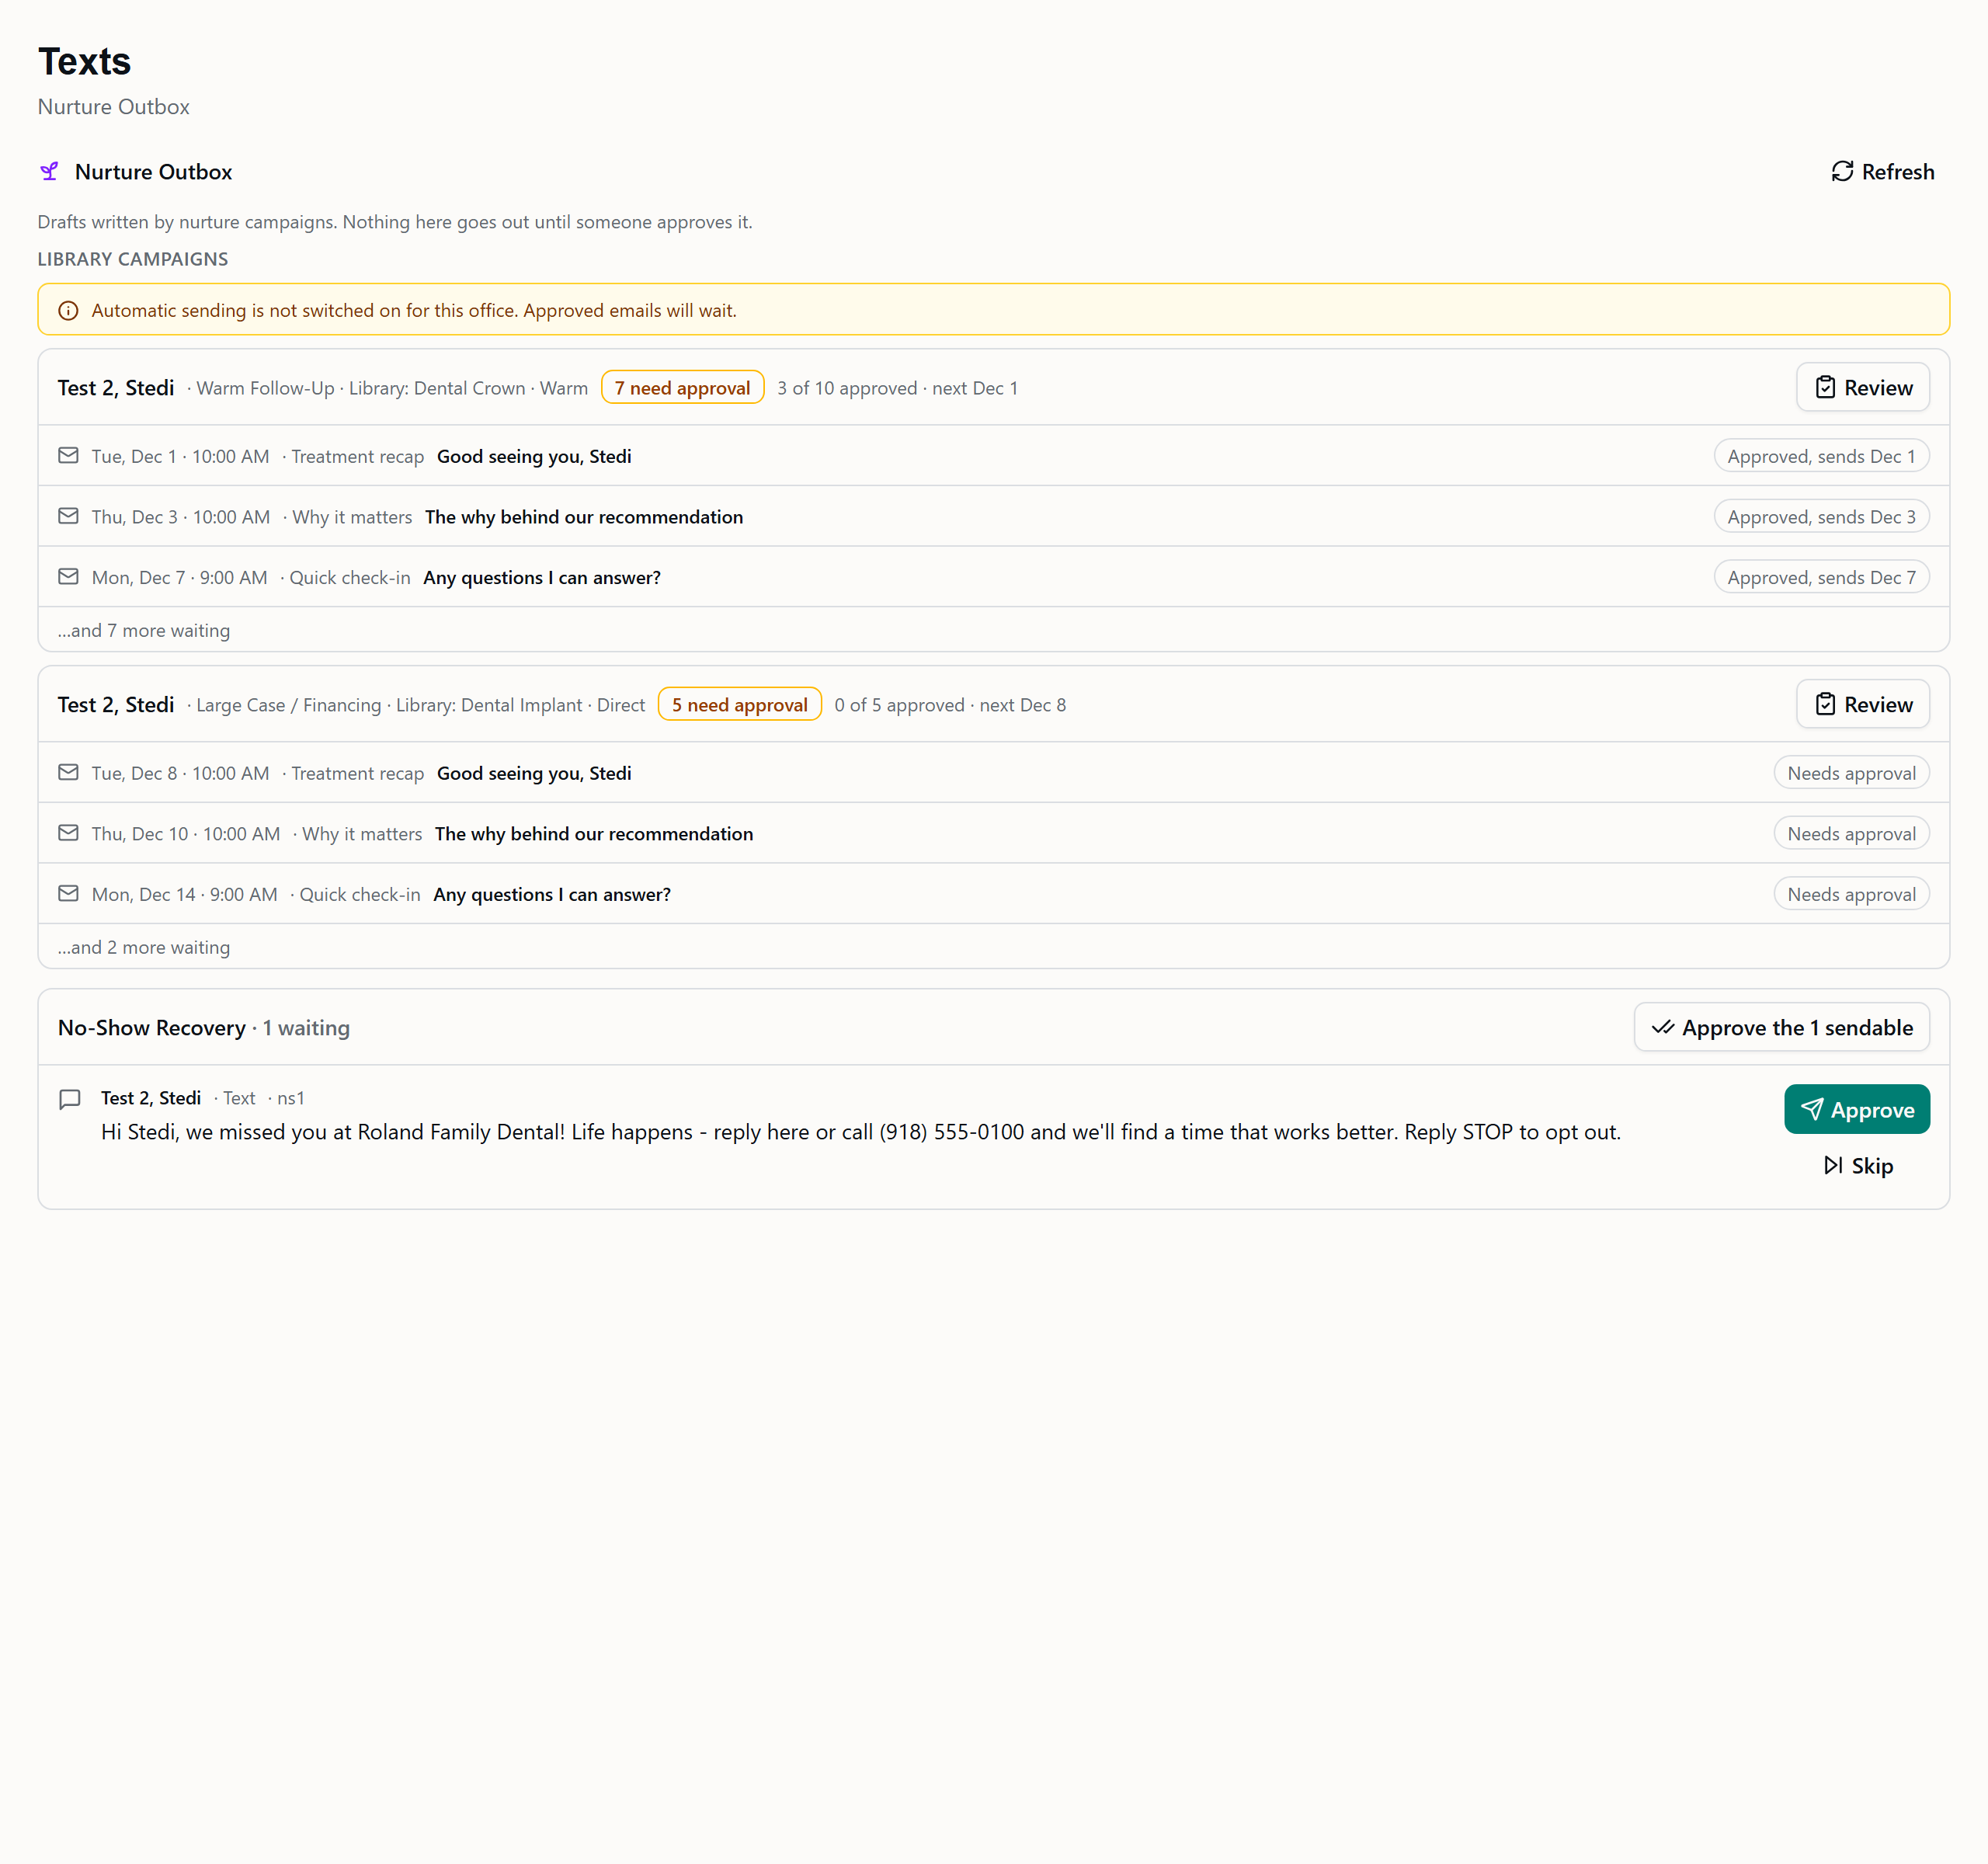 Texts
Nurture Outbox
Nurture Outbox
Refresh
Drafts written by nurture campaigns. Nothing here goes out until someone approves it.
LIBRARY CAMPAIGNS
Automatic sending is not switched on for this office. Approved emails will wait.
Test 2, Stedi · Warm Follow-Up · Library: Dental Crown · Warm 7 need approval 3 of 10 approved · next Dec 1 Review
Tue, Dec 1 · 10:00 AM · Treatment recap Good seeing you, Stedi Approved, sends Dec 1
Thu, Dec 3 · 10:00 AM · Why it matters The why behind our recommendation Approved, sends Dec 3
Mon, Dec 7 · 9:00 AM · Quick check-in Any questions I can answer? Approved, sends Dec 7
...and 7 more waiting
Test 2, Stedi · Large Case / Financing · Library: Dental Implant · Direct 5 need approval 0 of 5 approved · next Dec 8 Review
Tue, Dec 8 · 10:00 AM · Treatment recap Good seeing you, Stedi Needs approval
Thu, Dec 10 · 10:00 AM · Why it matters The why behind our recommendation Needs approval
Mon, Dec 14 · 9:00 AM · Quick check-in Any questions I can answer? Needs approval
...and 2 more waiting
No-Show Recovery · 1 waiting Approve the 1 sendable
Test 2, Stedi · Text · ns1
Hi Stedi, we missed you at Roland Family Dental! Life happens - reply here or call (918) 555-0100 and we'll find a time that works better. Reply STOP to opt out.
Approve
Skip